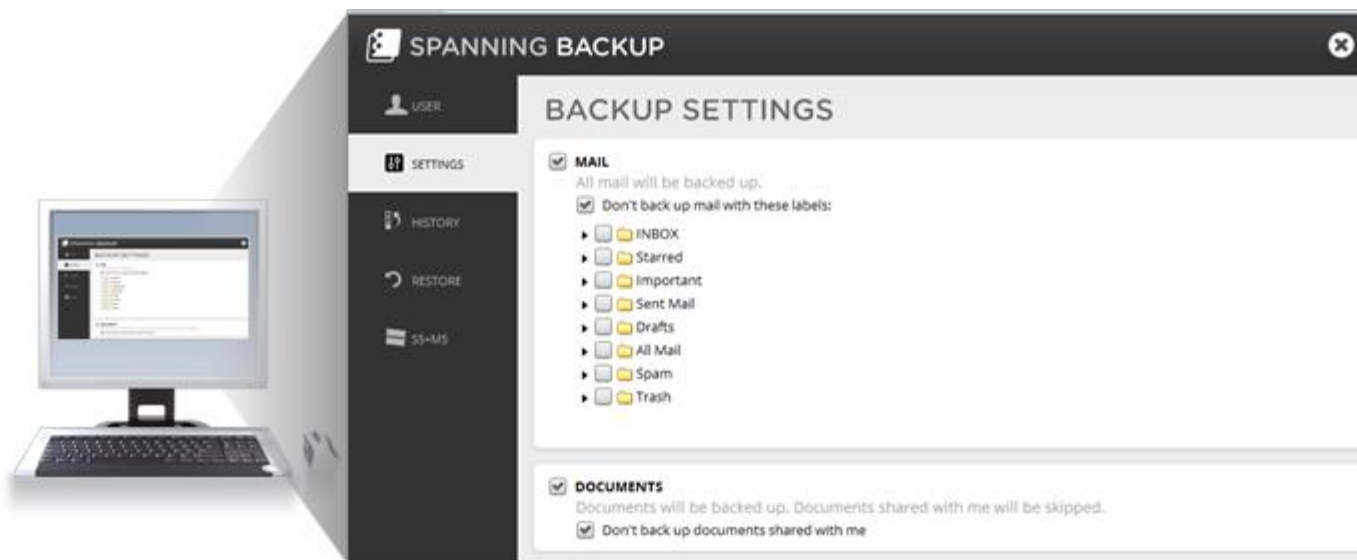 SPANNING BACKUP
USER
BACKUP SETTINGS
SETTINGS
MAIL
All mail will be backed up.
Don't back up mail with these labels:
HISTORY
INBOX
Starred
RESTORE
Important
Sent Mail
SS+MS
Drafts
All Mail
Spam
Trash
DOCUMENTS
Documents will be backed up. Documents shared with me will be skipped.
Don't back up documents shared with me